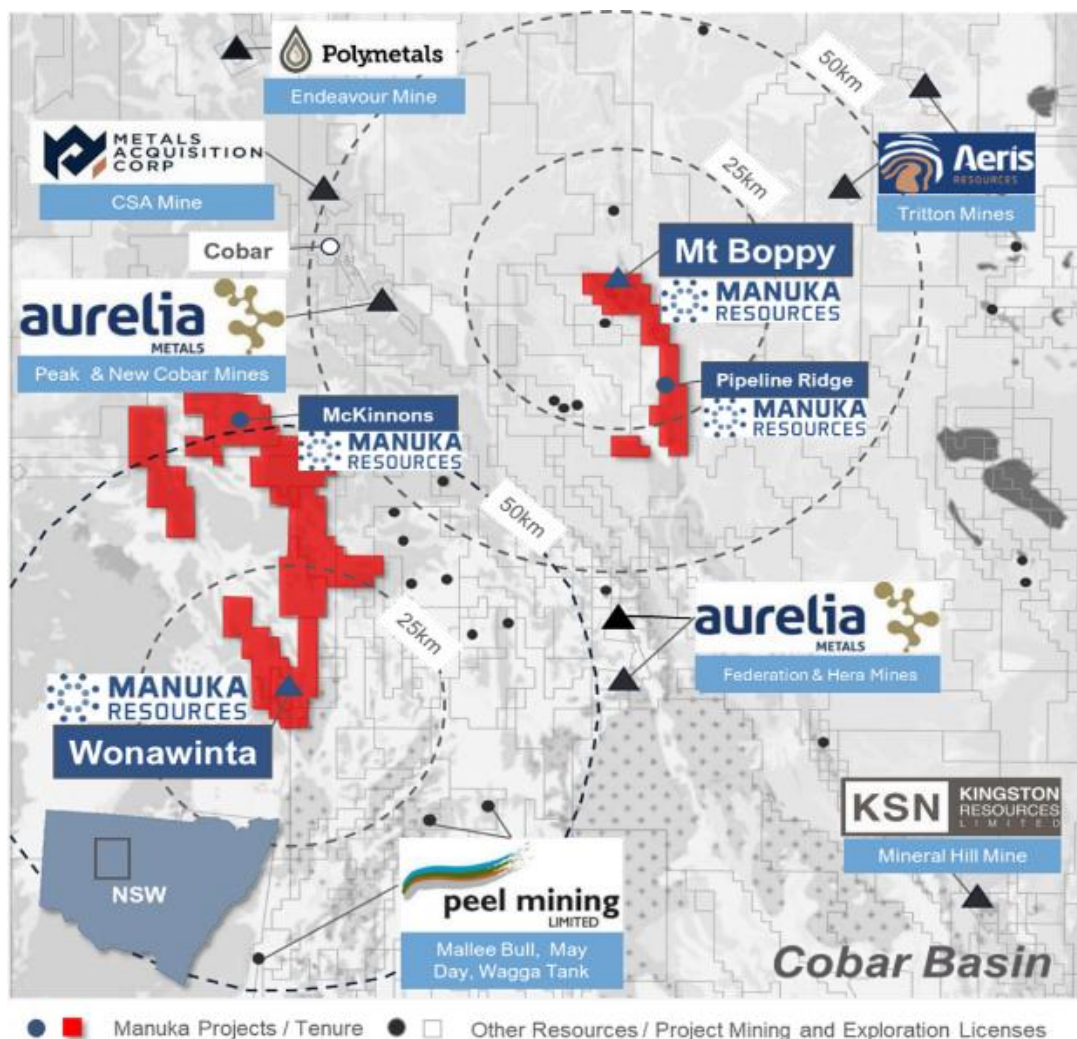 Polymetals
Endeavour Mine
50km
METALS
ACQUISITION
CORP
CSA Mine
25km
Aeris
RESOURCES
Tritton Mines
Cobar
Mt Boppy
MANUKA
RESOURCES
aurelia
METALS
Peak & New Cobar Mines
Pipeline Ridge
MANUKA
RESOURCES
McKinnons
MANUKA
RESOURCES
50km
25km
aurelia
METALS
Federation & Hera Mines
MANUKA
RESOURCES
Wonawinta
KSN
KINGSTON
RESOURCES
LIMITED
Mineral Hill Mine
NSW
peel mining
LIMITED
Mallee Bull, May
Day, Wagga Tank
Cobar Basin
Manuka Projects / Tenure
Other Resources / Project Mining and Exploration Licenses